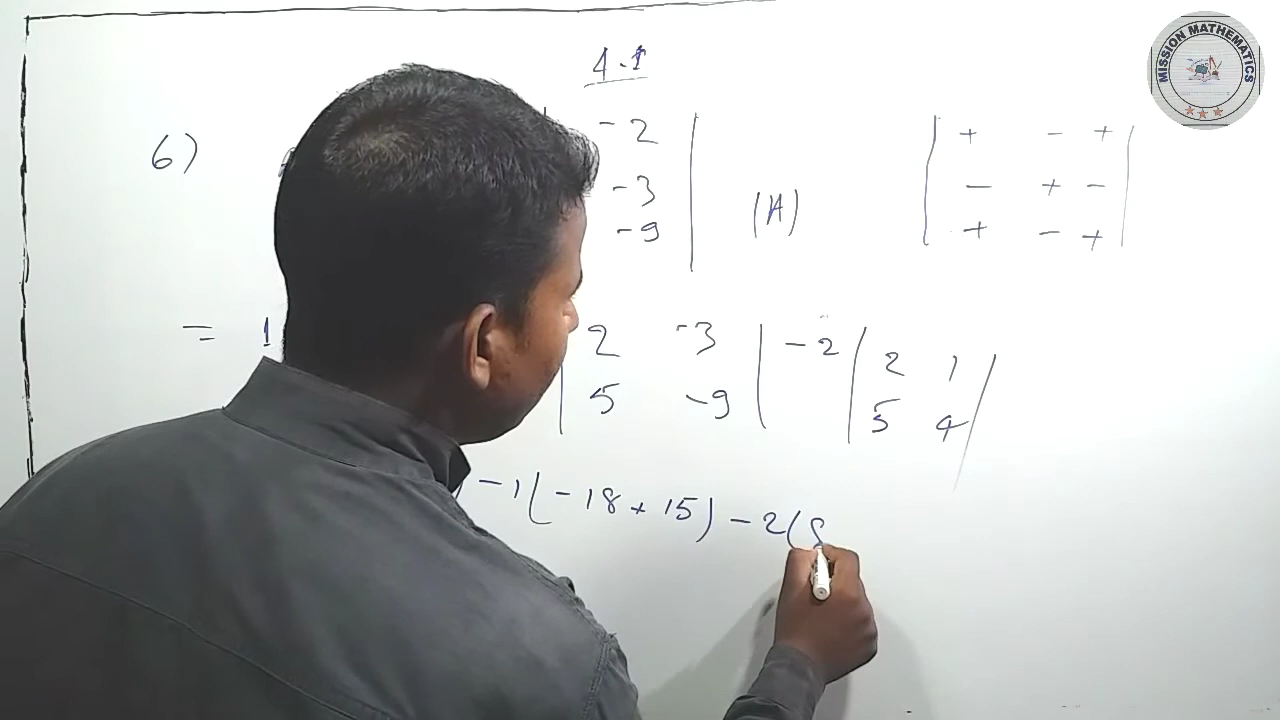 4.1
6) -2 | | + - + |
-3 |A| | - + - |
-9 | | + - + |
= 1 | 2 -3 | -2 | 2 1 |
| 5 -9 | | 5 4 |
) -1(-18+15) -2(8
MISSION MATHEMATICS